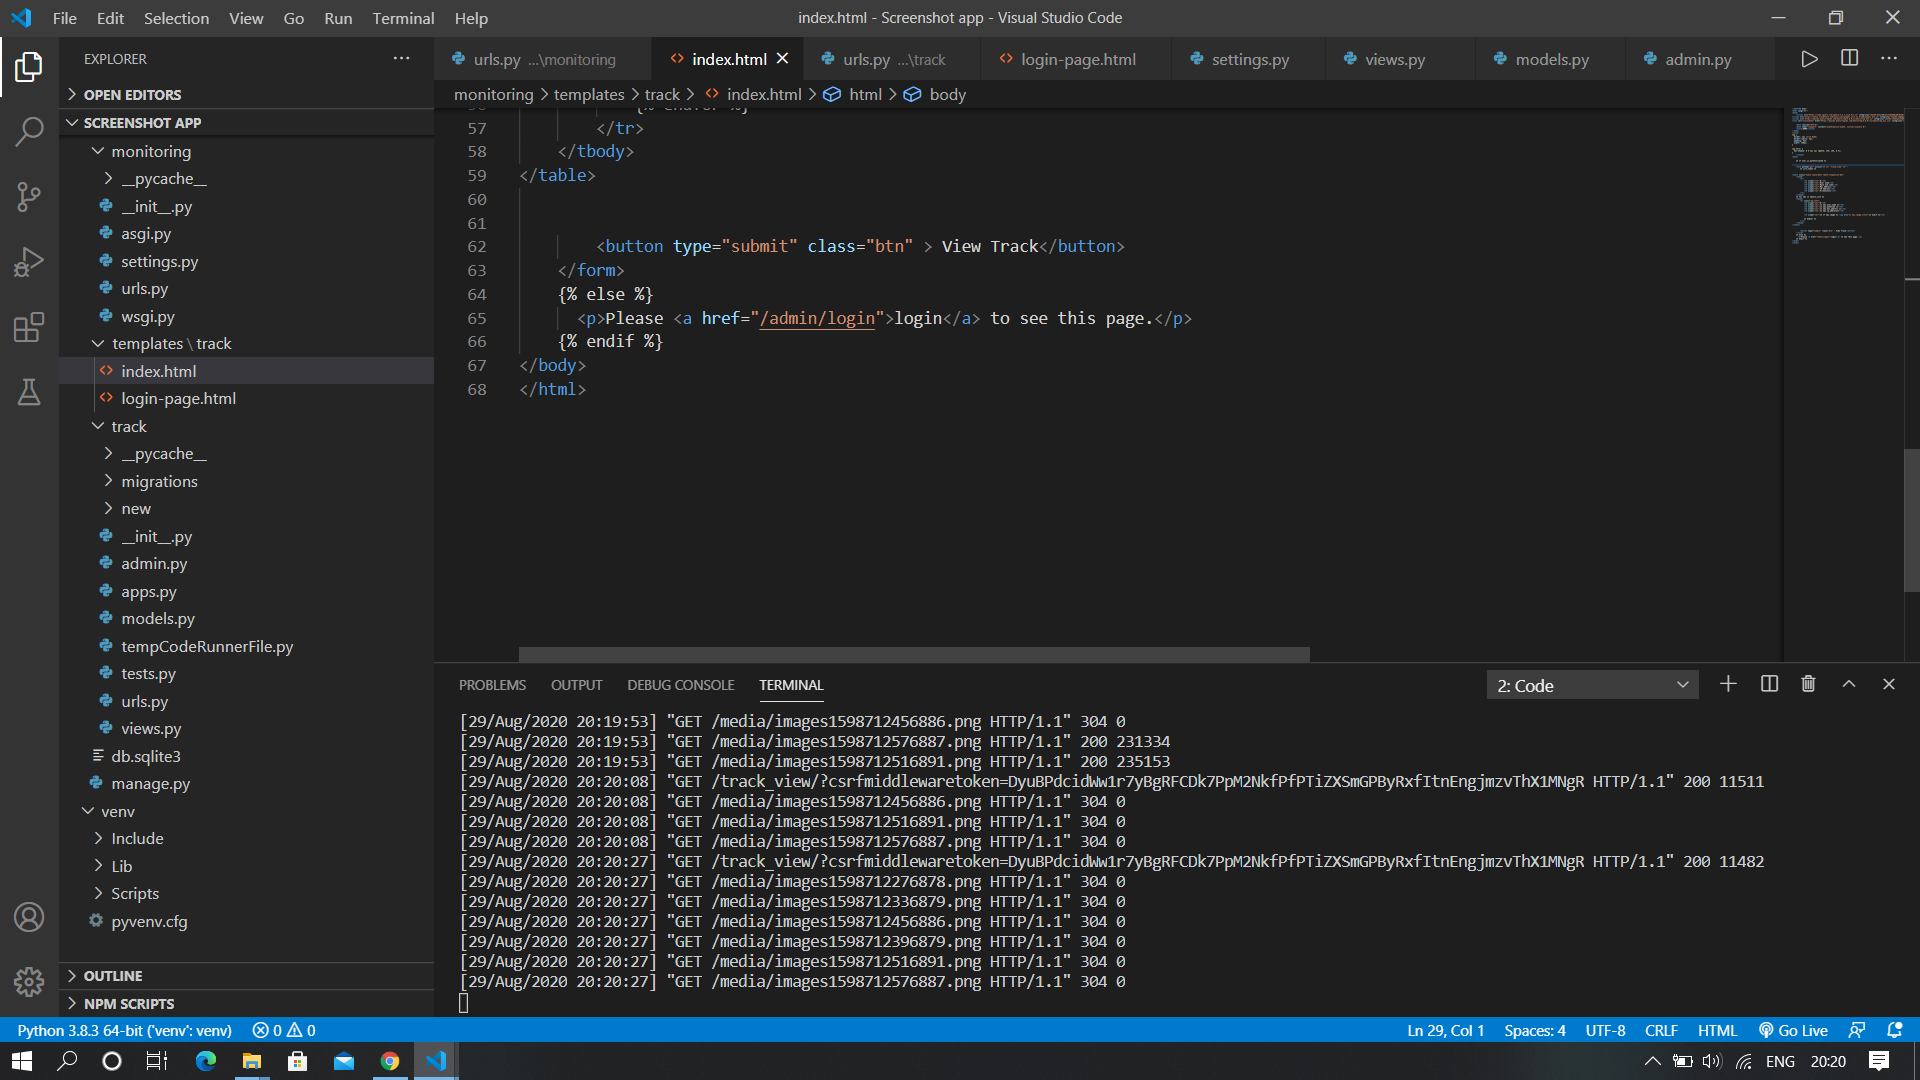 File Edit Selection View Go Run Terminal Help
index.html - Screenshot app - Visual Studio Code
EXPLORER
OPEN EDITORS
SCREENSHOT APP
monitoring
__pycache__
__init__.py
asgi.py
settings.py
urls.py
wsgi.py
templates \ track
index.html
login-page.html
track
__pycache__
migrations
new
__init__.py
admin.py
apps.py
models.py
tempCodeRunnerFile.py
tests.py
urls.py
views.py
db.sqlite3
manage.py
venv
Include
Lib
Scripts
pyvenv.cfg
OUTLINE
NPM SCRIPTS
urls.py ...\monitoring index.html urls.py ...\track login-page.html settings.py views.py models.py admin.py
monitoring > templates > track > index.html > html > body
57 </tr>
58 </tbody>
59 </table>
60
61
62 <button type="submit" class="btn" > View Track</button>
63 </form>
64 {% else %}
65 <p>Please <a href="/admin/login">login</a> to see this page.</p>
66 {% endif %}
67 </body>
68 </html>
PROBLEMS OUTPUT DEBUG CONSOLE TERMINAL 2: Code
[29/Aug/2020 20:19:53] "GET /media/images1598712456886.png HTTP/1.1" 304 0
[29/Aug/2020 20:19:53] "GET /media/images1598712576887.png HTTP/1.1" 200 231334
[29/Aug/2020 20:19:53] "GET /media/images1598712516891.png HTTP/1.1" 200 235153
[29/Aug/2020 20:20:08] "GET /track_view/?csrfmiddlewaretoken=DyuBPdcidWw1r7yBgRFCDk7PpM2NkfPfPTiZXSmGPByRxfItnEngjmzvThX1MNgR HTTP/1.1" 200 11511
[29/Aug/2020 20:20:08] "GET /media/images1598712456886.png HTTP/1.1" 304 0
[29/Aug/2020 20:20:08] "GET /media/images1598712516891.png HTTP/1.1" 304 0
[29/Aug/2020 20:20:08] "GET /media/images1598712576887.png HTTP/1.1" 304 0
[29/Aug/2020 20:20:27] "GET /track_view/?csrfmiddlewaretoken=DyuBPdcidWw1r7yBgRFCDk7PpM2NkfPfPTiZXSmGPByRxfItnEngjmzvThX1MNgR HTTP/1.1" 200 11482
[29/Aug/2020 20:20:27] "GET /media/images1598712276878.png HTTP/1.1" 304 0
[29/Aug/2020 20:20:27] "GET /media/images1598712336879.png HTTP/1.1" 304 0
[29/Aug/2020 20:20:27] "GET /media/images1598712456886.png HTTP/1.1" 304 0
[29/Aug/2020 20:20:27] "GET /media/images1598712396879.png HTTP/1.1" 304 0
[29/Aug/2020 20:20:27] "GET /media/images1598712516891.png HTTP/1.1" 304 0
[29/Aug/2020 20:20:27] "GET /media/images1598712576887.png HTTP/1.1" 304 0
Python 3.8.3 64-bit ('venv': venv) 0 0 Ln 29, Col 1 Spaces: 4 UTF-8 CRLF HTML Go Live
ENG 20:20